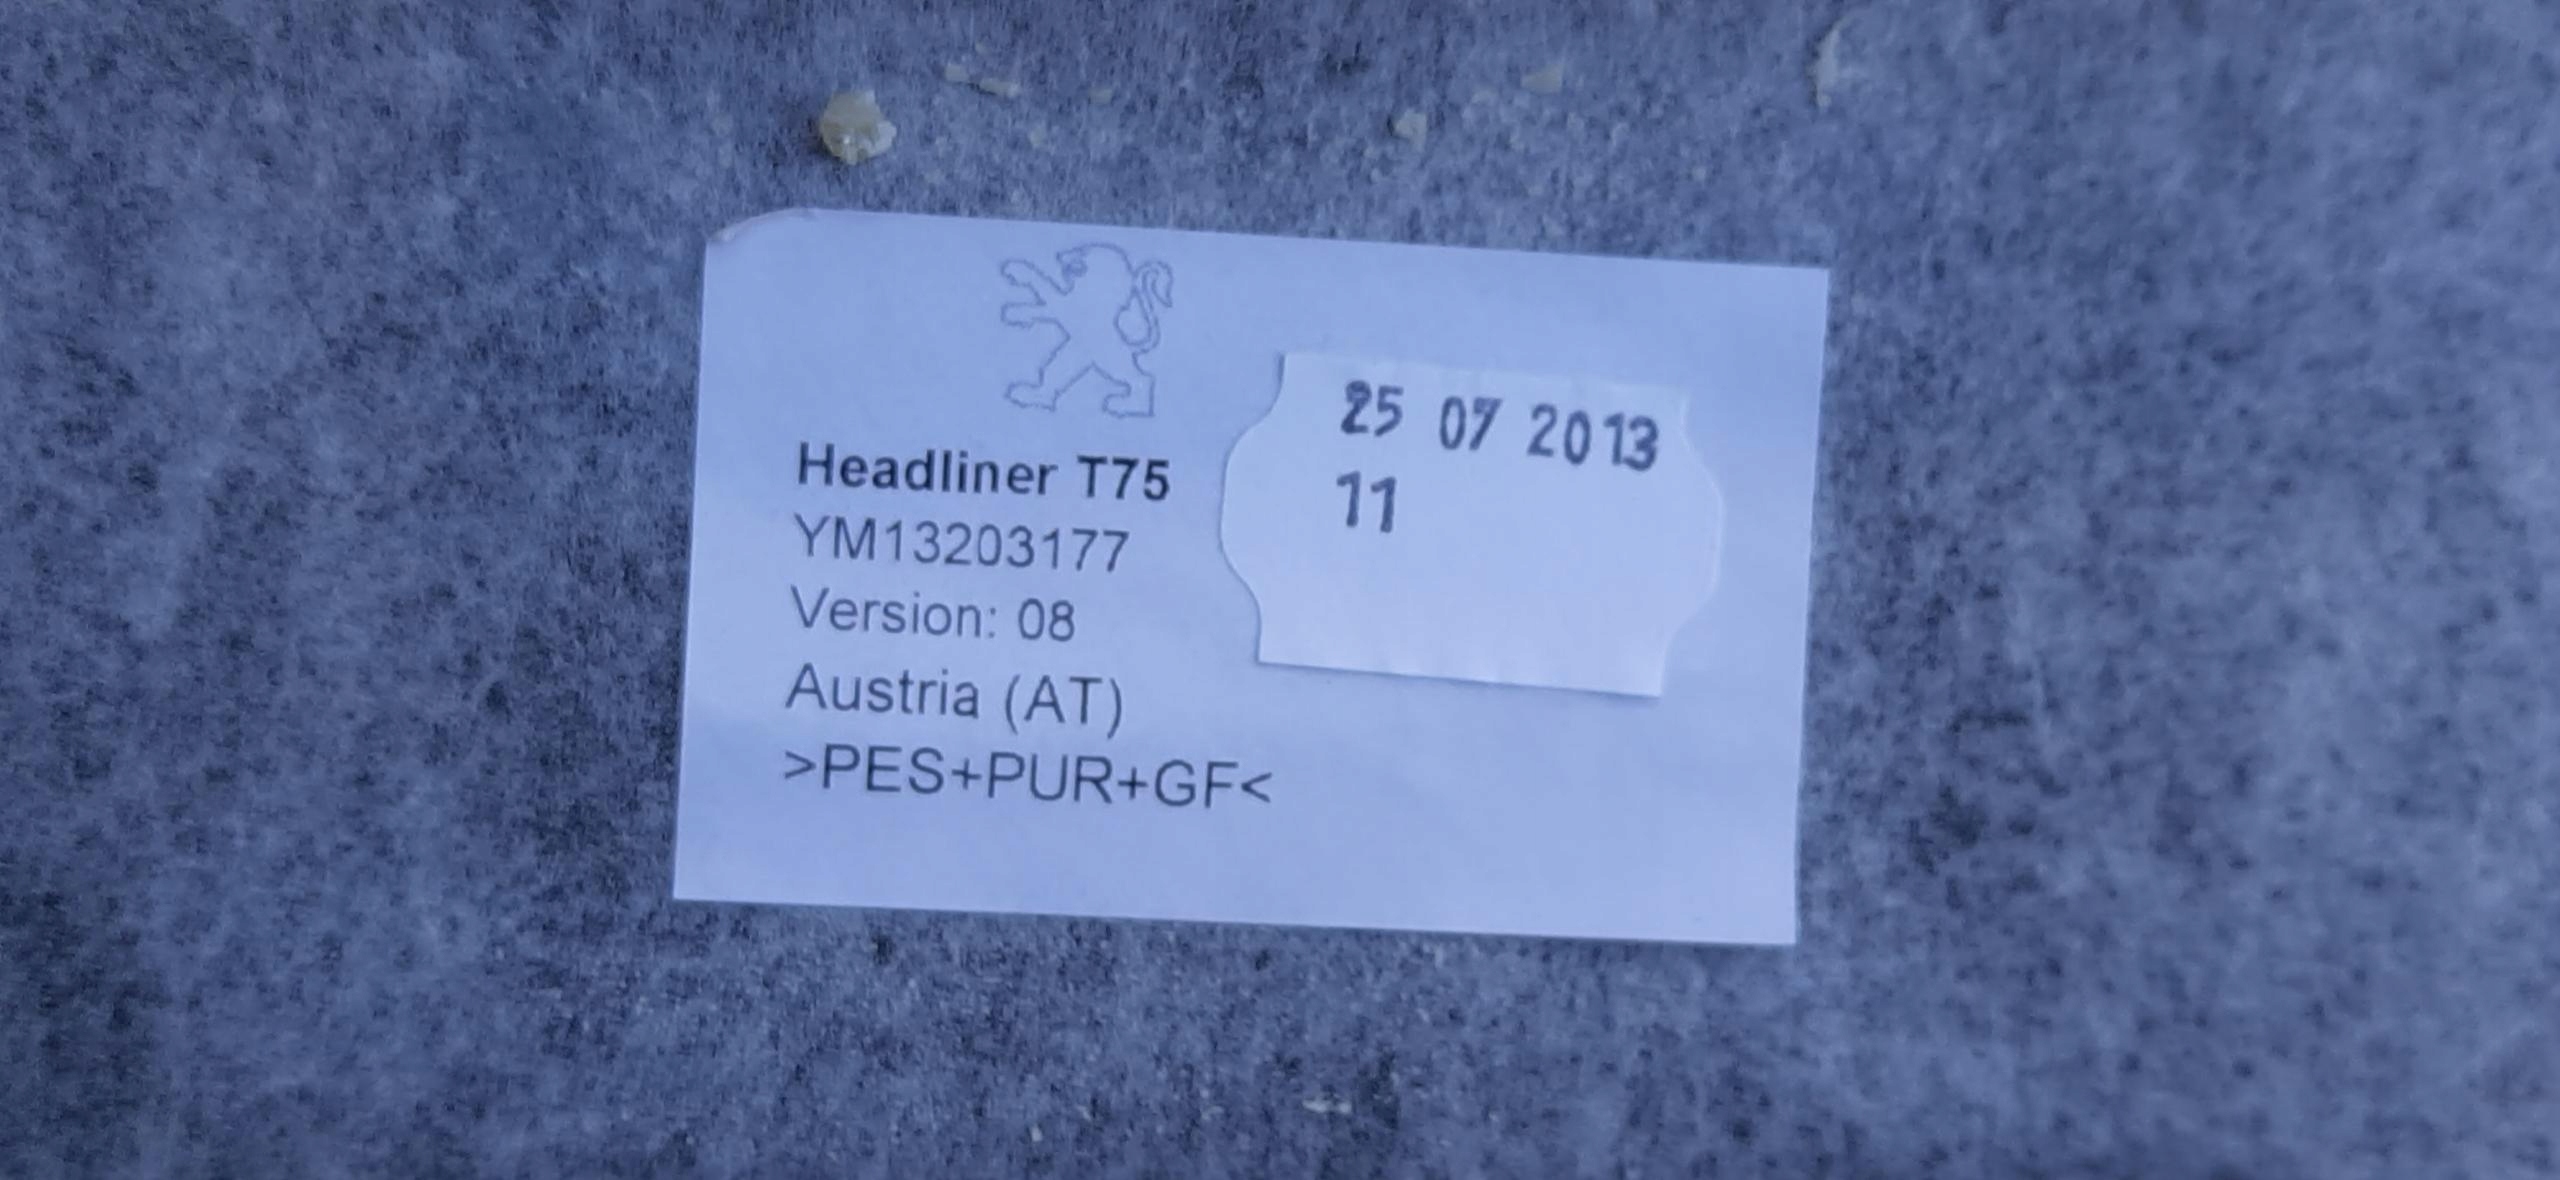 Headliner T75
YM13203177
Version: 08
Austria (AT)
>PES+PUR+GF<
25 07 2013
11